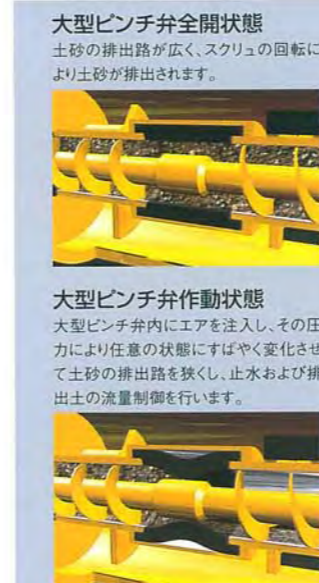 大型ピンチ弁全開状態
土砂の排出路が広く、スクリュの回転に
より土砂が排出されます。
大型ピンチ弁作動状態
大型ピンチ弁内にエアを注入し、その圧
力により任意の状態にすばやく変化させ
て土砂の排出路を狭くし、止水および排
出土の流量制御を行います。